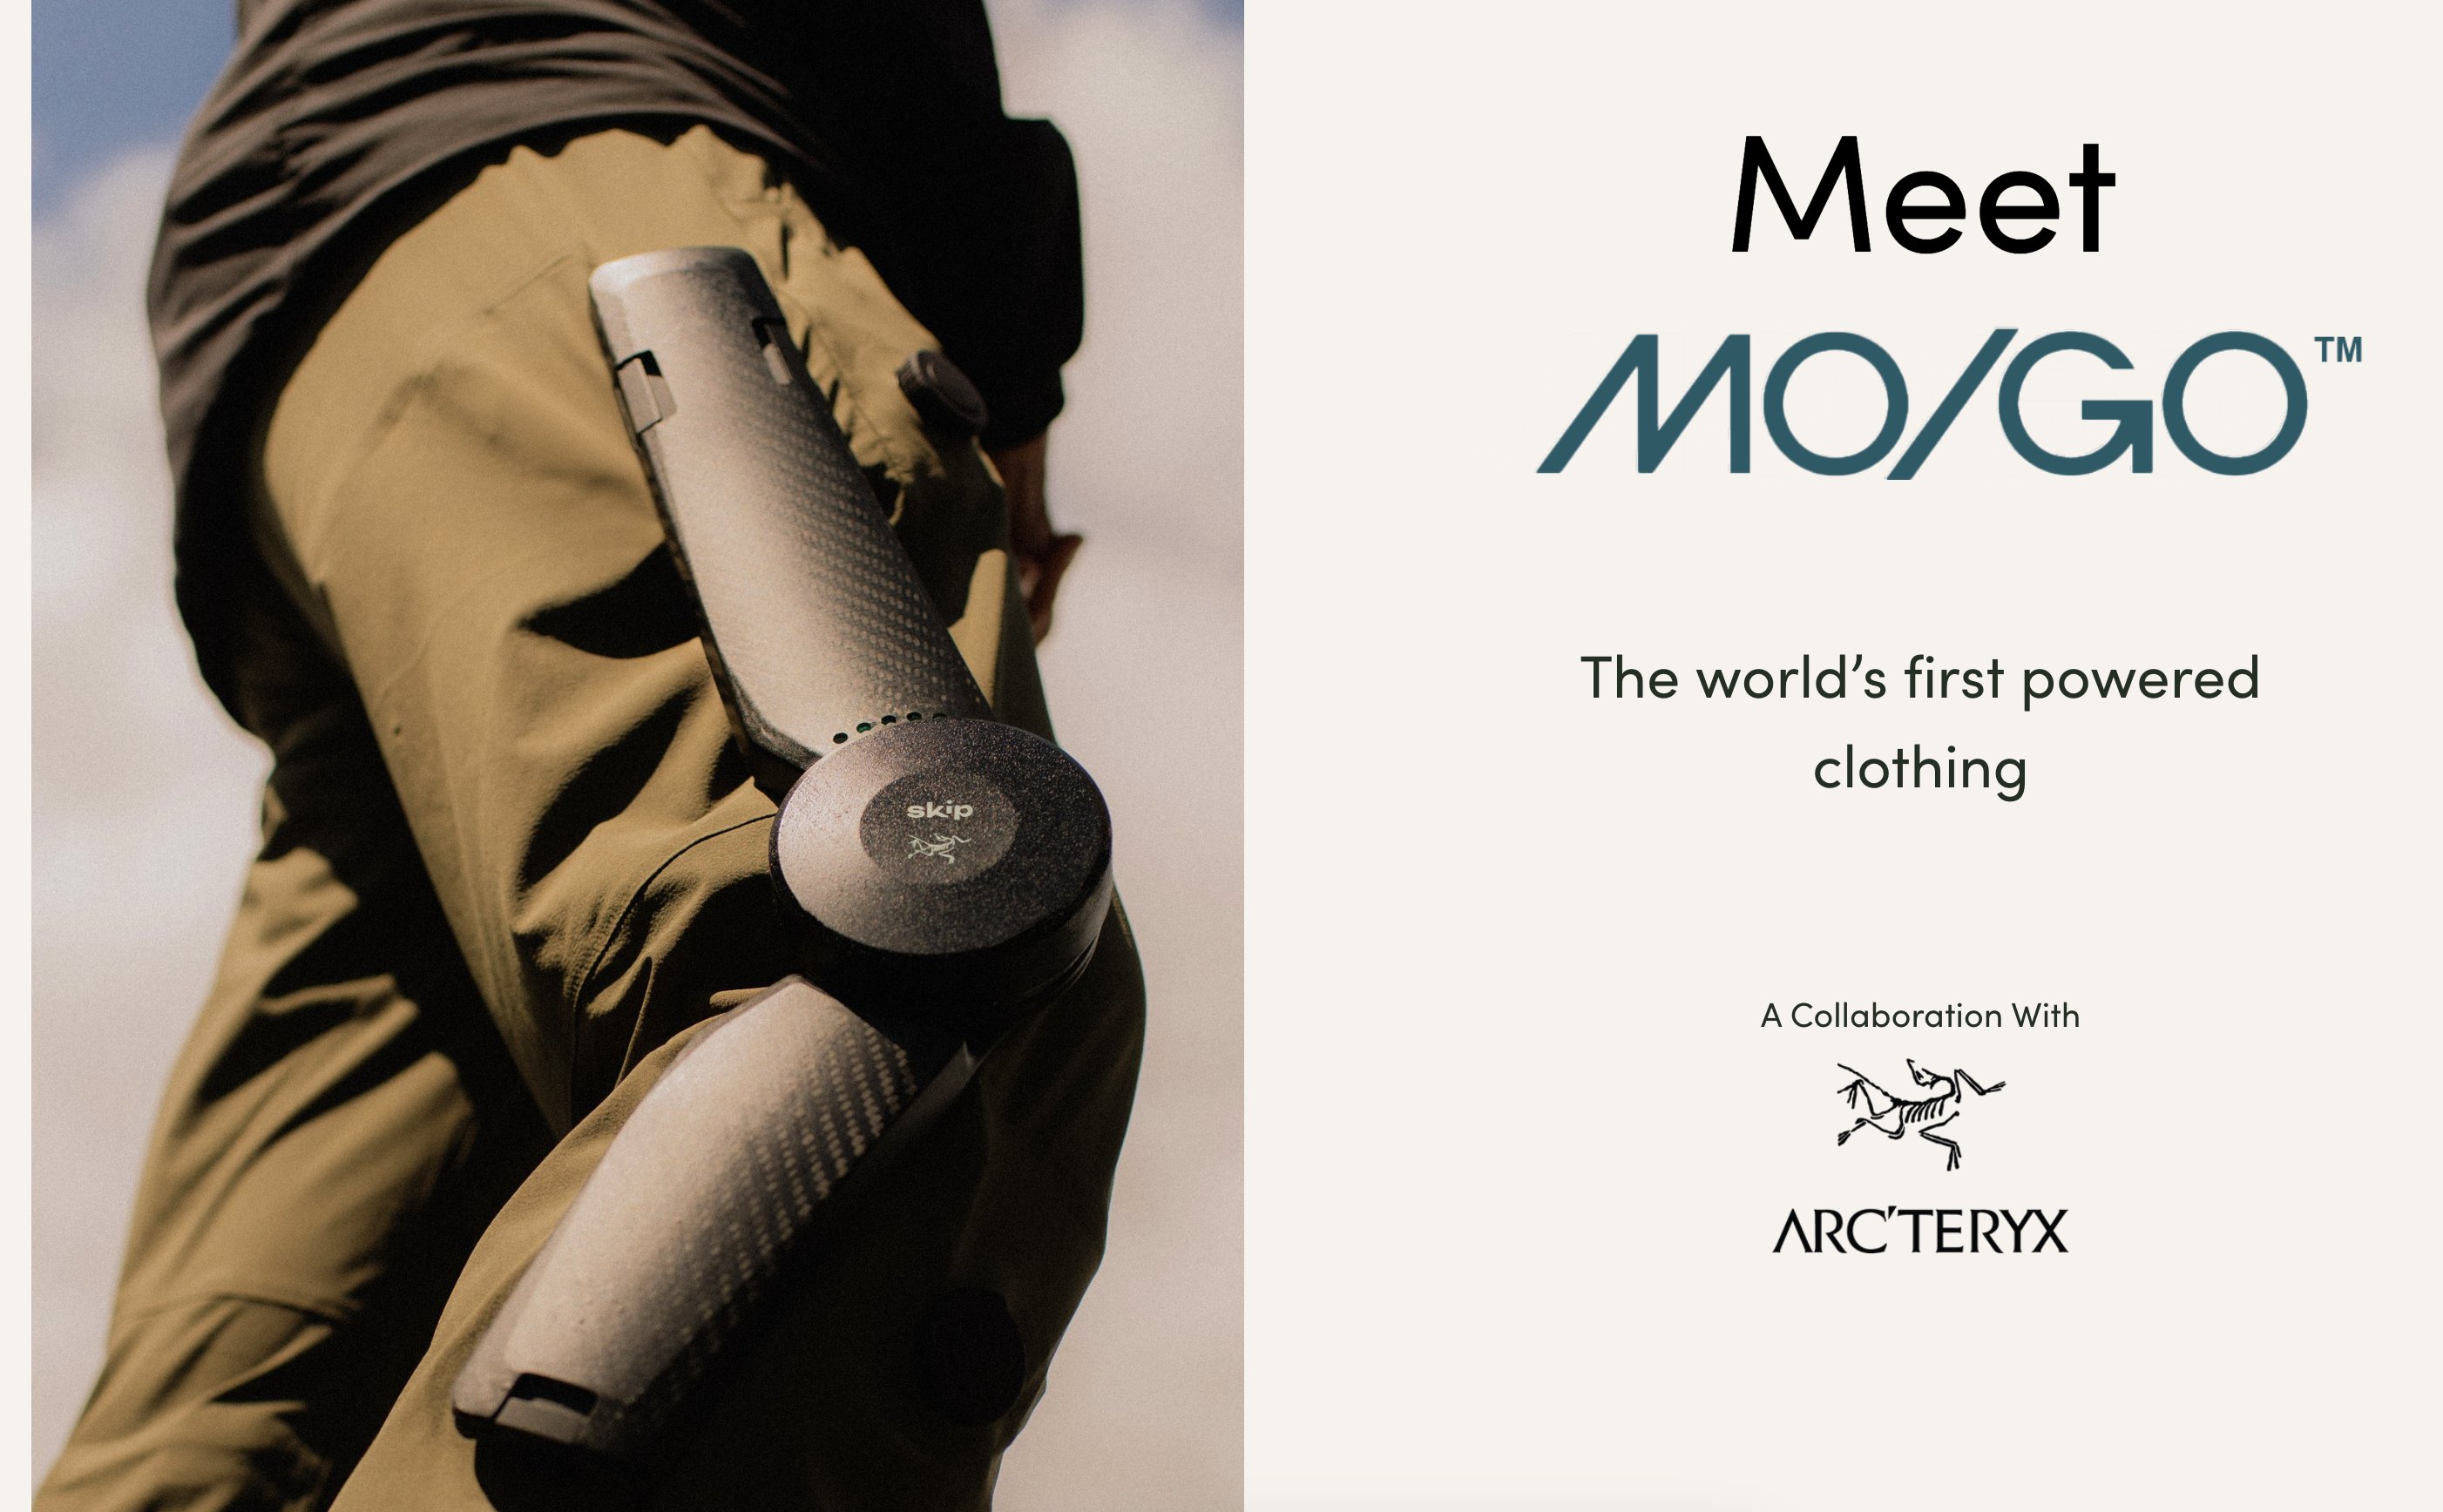 skip
Meet
MO/GO™
The world’s first powered
clothing
A Collaboration With
ARC'TERYX